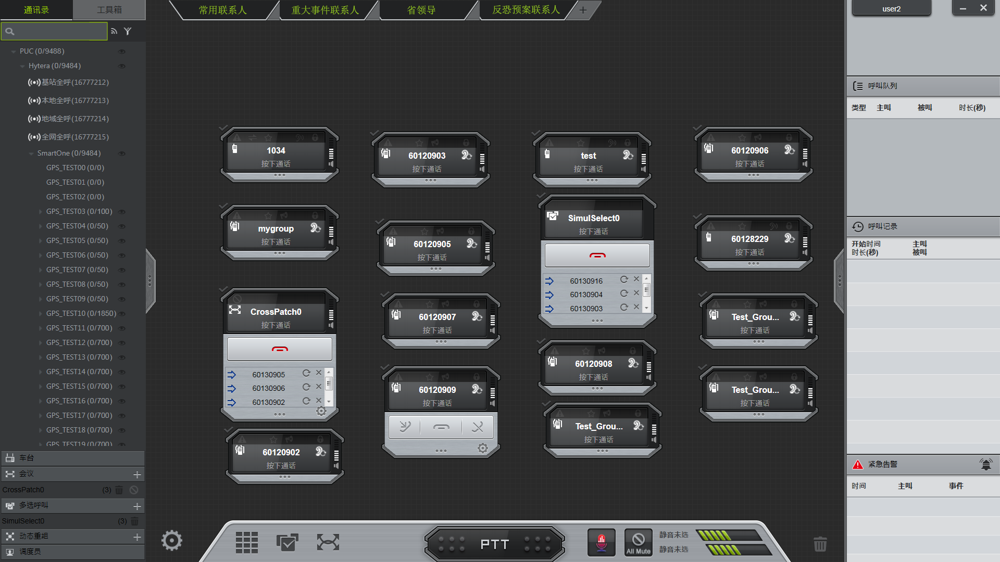 通讯录
工具箱
常用联系人
重大事件联系人
省领导
反恐预案联系人
user2
PUC (0/9488)
Hytera (0/9484)
基站全呼(16777212)
本地全呼(16777213)
地域全呼(16777214)
全网全呼(16777215)
SmartOne (0/9484)
GPS_TEST00 (0/0)
GPS_TEST01 (0/0)
GPS_TEST02 (0/0)
GPS_TEST03 (0/100)
GPS_TEST04 (0/50)
GPS_TEST05 (0/50)
GPS_TEST06 (0/50)
GPS_TEST07 (0/50)
GPS_TEST08 (0/50)
GPS_TEST09 (0/50)
GPS_TEST10 (0/1850)
GPS_TEST11 (0/700)
GPS_TEST12 (0/700)
GPS_TEST13 (0/700)
GPS_TEST14 (0/700)
GPS_TEST15 (0/700)
GPS_TEST16 (0/700)
GPS_TEST17 (0/700)
GPS_TEST18 (0/700)
GPS_TEST19 (0/700)
车台
会议
CrossPatch0 (3)
多选呼叫
SimulSelect0 (3)
动态重组
调度员
1034
按下通话
mygroup
按下通话
CrossPatch0
按下通话
60130905
60130906
60130902
60120902
按下通话
60120903
按下通话
60120905
按下通话
60120907
按下通话
60120909
按下通话
test
按下通话
SimulSelect0
按下通话
60130916
60130904
60130903
60120908
按下通话
Test_Grou...
按下通话
60120906
按下通话
60128229
按下通话
Test_Grou...
按下通话
Test_Grou...
按下通话
PTT
All Mute
静音未选
静音未选
呼叫队列
类型 主叫 被叫 时长(秒)
呼叫记录
开始时间 主叫
时长(秒) 被叫
紧急告警
时间 主叫 事件